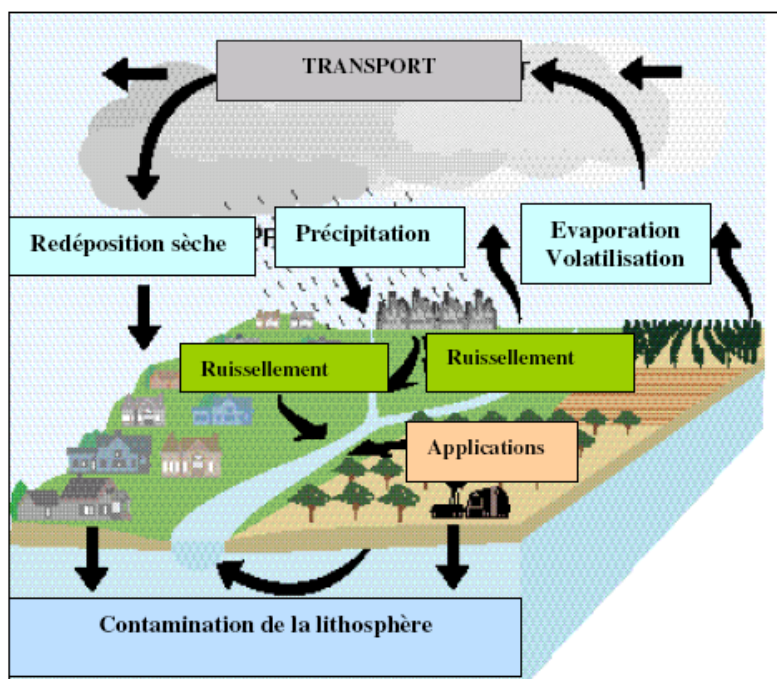 TRANSPORT
Redéposition sèche
Précipitation
Evaporation
Volatilisation
Ruissellement
Ruissellement
Applications
Contamination de la lithosphère